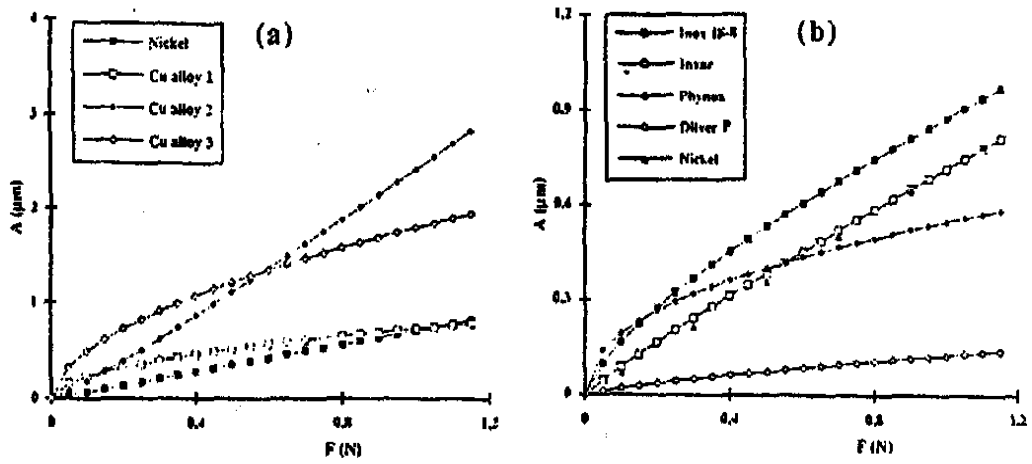 (a)
Nickel
Cu alloy 1
Cu alloy 2
Cu alloy 3
A (μm)
4
3
2
1
0
0
0.4
0.8
1.2
F (N)
(b)
Inox 18-8
Invar
Phynox
Dilver P
Nickel
A (μm)
1.2
0.9
0.6
0.3
0
0
0.4
0.8
1.2
F (N)